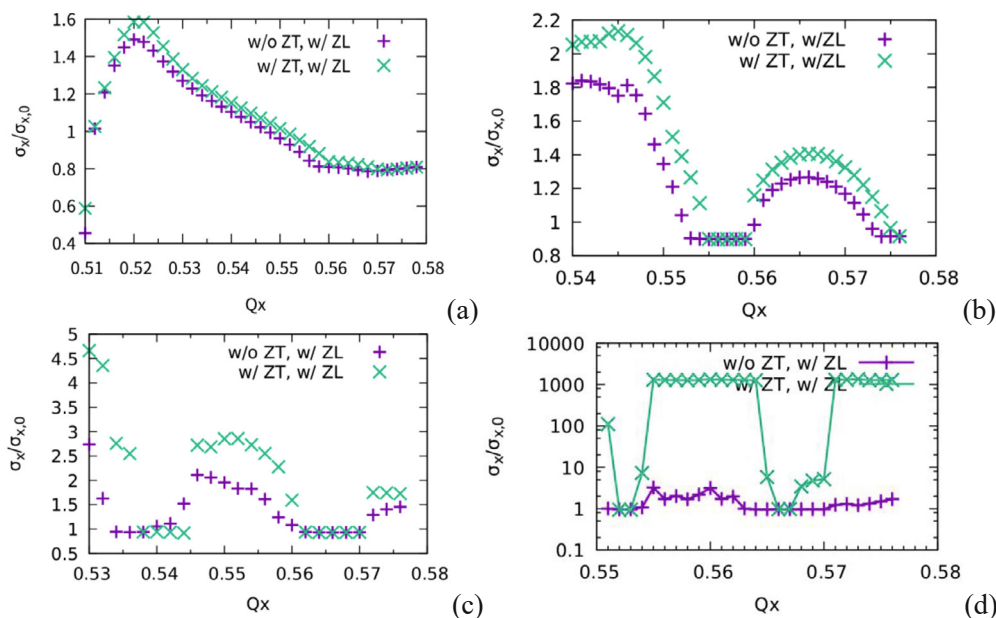 1.6
1.4
1.2
1
0.8
0.6
0.4
σx/σx,0
w/o ZT, w/ ZL
w/ ZT, w/ ZL
0.51 0.52 0.53 0.54 0.55 0.56 0.57 0.58
Qx
(a)
2.2
2
1.8
1.6
1.4
1.2
1
0.8
σx/σx,0
w/o ZT, w/ZL
w/ ZT, w/ZL
0.54 0.55 0.56 0.57 0.58
Qx
(b)
5
4.5
4
3.5
3
2.5
2
1.5
1
0.5
σx/σx,0
w/o ZT, w/ ZL
w/ ZT, w/ ZL
0.53 0.54 0.55 0.56 0.57 0.58
Qx
(c)
10000
1000
100
10
1
0.1
σx/σx,0
w/o ZT, w/ ZL
w/ ZT, w/ ZL
0.55 0.56 0.57 0.58
Qx
(d)